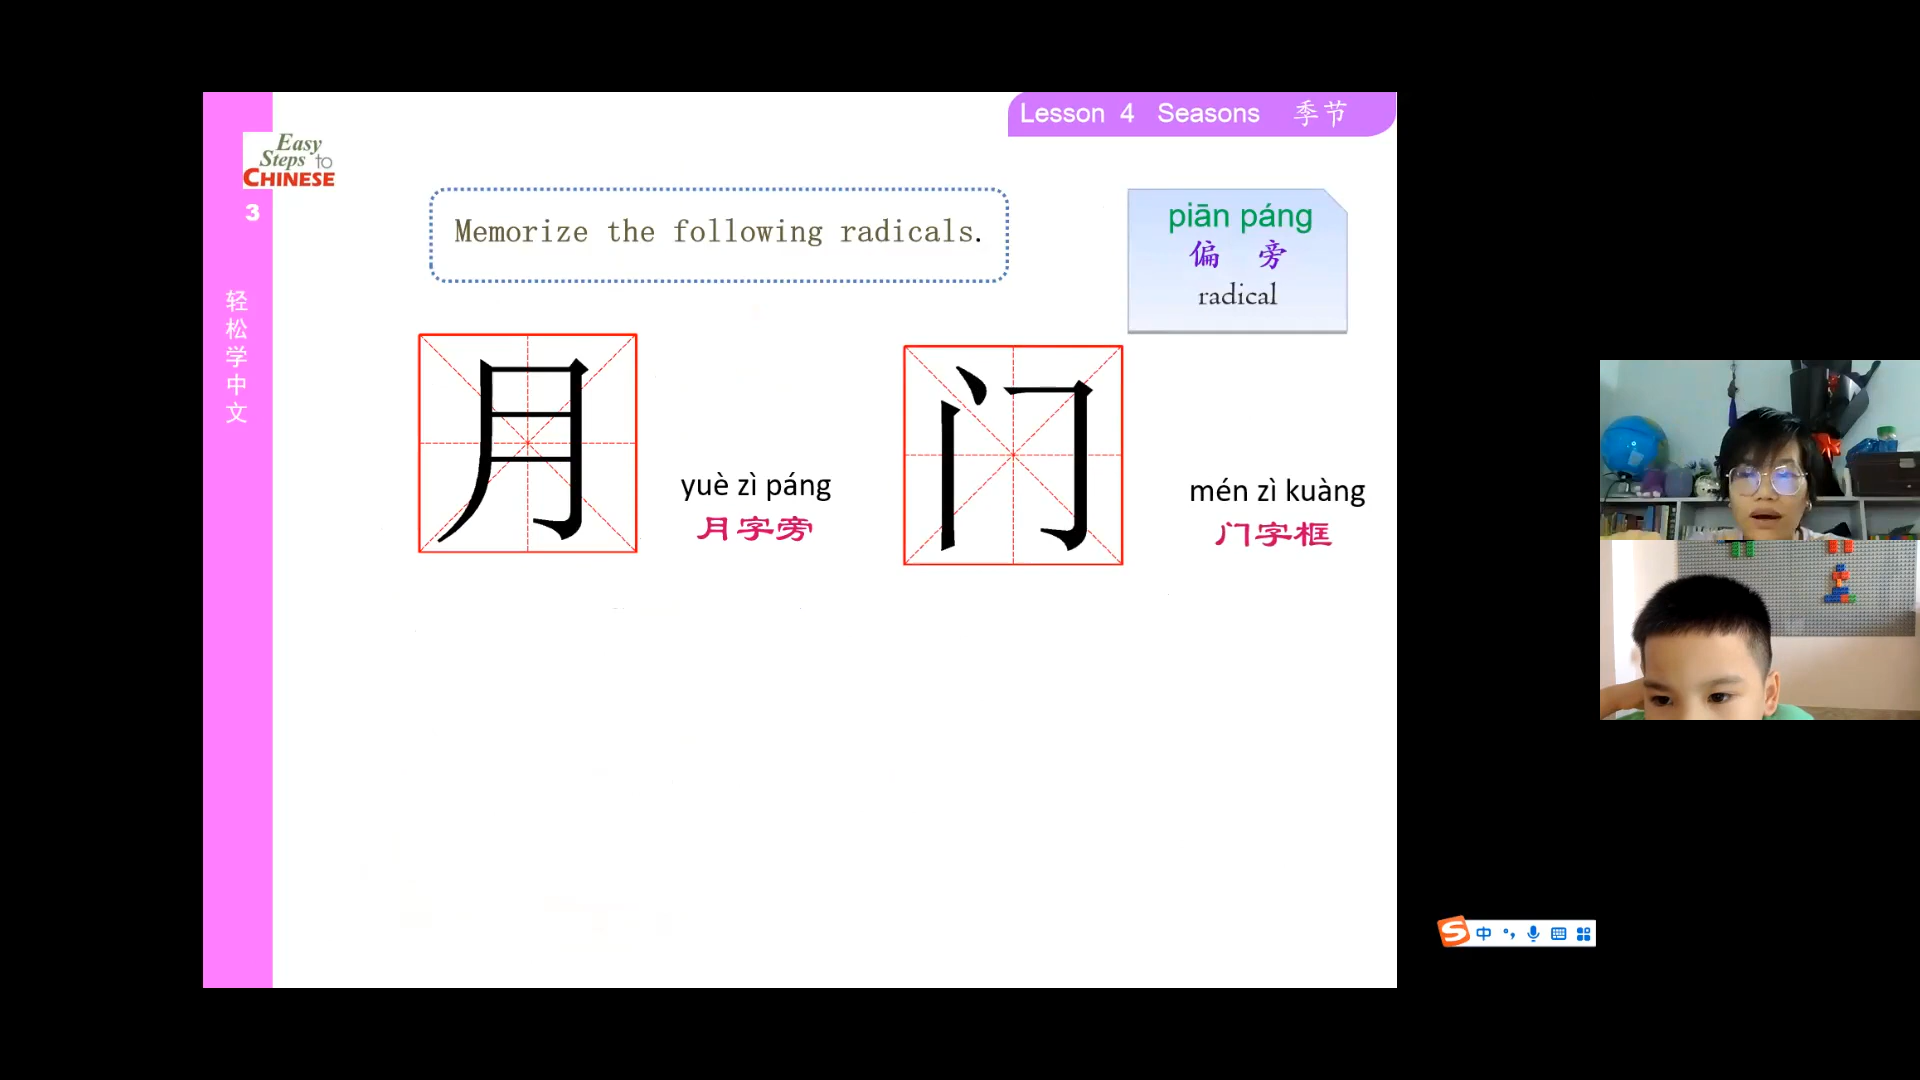 Lesson 4 Seasons 季节
Easy
Steps to
CHINESE
3
轻松学中文
Memorize the following radicals.
piān páng
偏 旁
radical
月
yuè zì páng
月字旁
门
mén zì kuàng
门字框
S 中